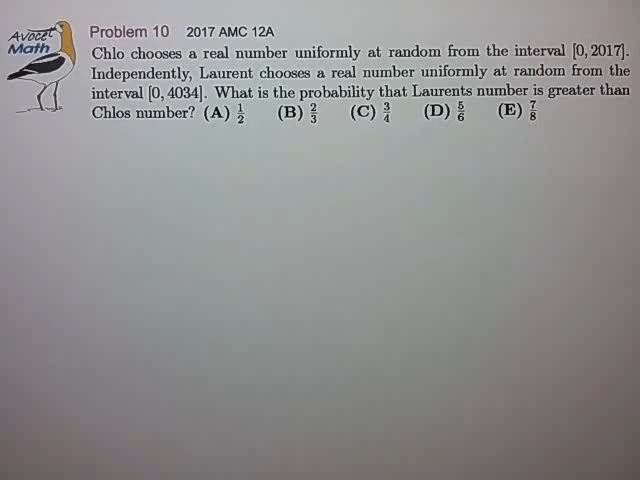 Avocet
Math
Problem 10 2017 AMC 12A
Chlo chooses a real number uniformly at random from the interval [0, 2017].
Independently, Laurent chooses a real number uniformly at random from the
interval [0, 4034]. What is the probability that Laurents number is greater than
Chlos number? (A) 1/2 (B) 2/3 (C) 3/4 (D) 5/6 (E) 7/8